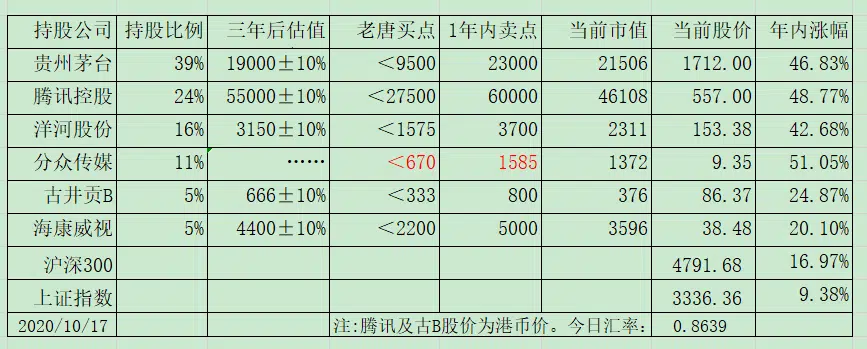 持股公司 持股比例 三年后估值 老唐买点 1年内卖点 当前市值 当前股价 年内涨幅
贵州茅台 39% 19000±10% <9500 23000 21506 1712.00 46.83%
腾讯控股 24% 55000±10% <27500 60000 46108 557.00 48.77%
洋河股份 16% 3150±10% <1575 3700 2311 153.38 42.68%
分众传媒 11% …… <670 1585 1372 9.35 51.05%
古井贡B 5% 666±10% <333 800 376 86.37 24.87%
海康威视 5% 4400±10% <2200 5000 3596 38.48 20.10%
沪深300 4791.68 16.97%
上证指数 3336.36 9.38%
2020/10/17 注:腾讯及古B股价为港币价。今日汇率: 0.8639